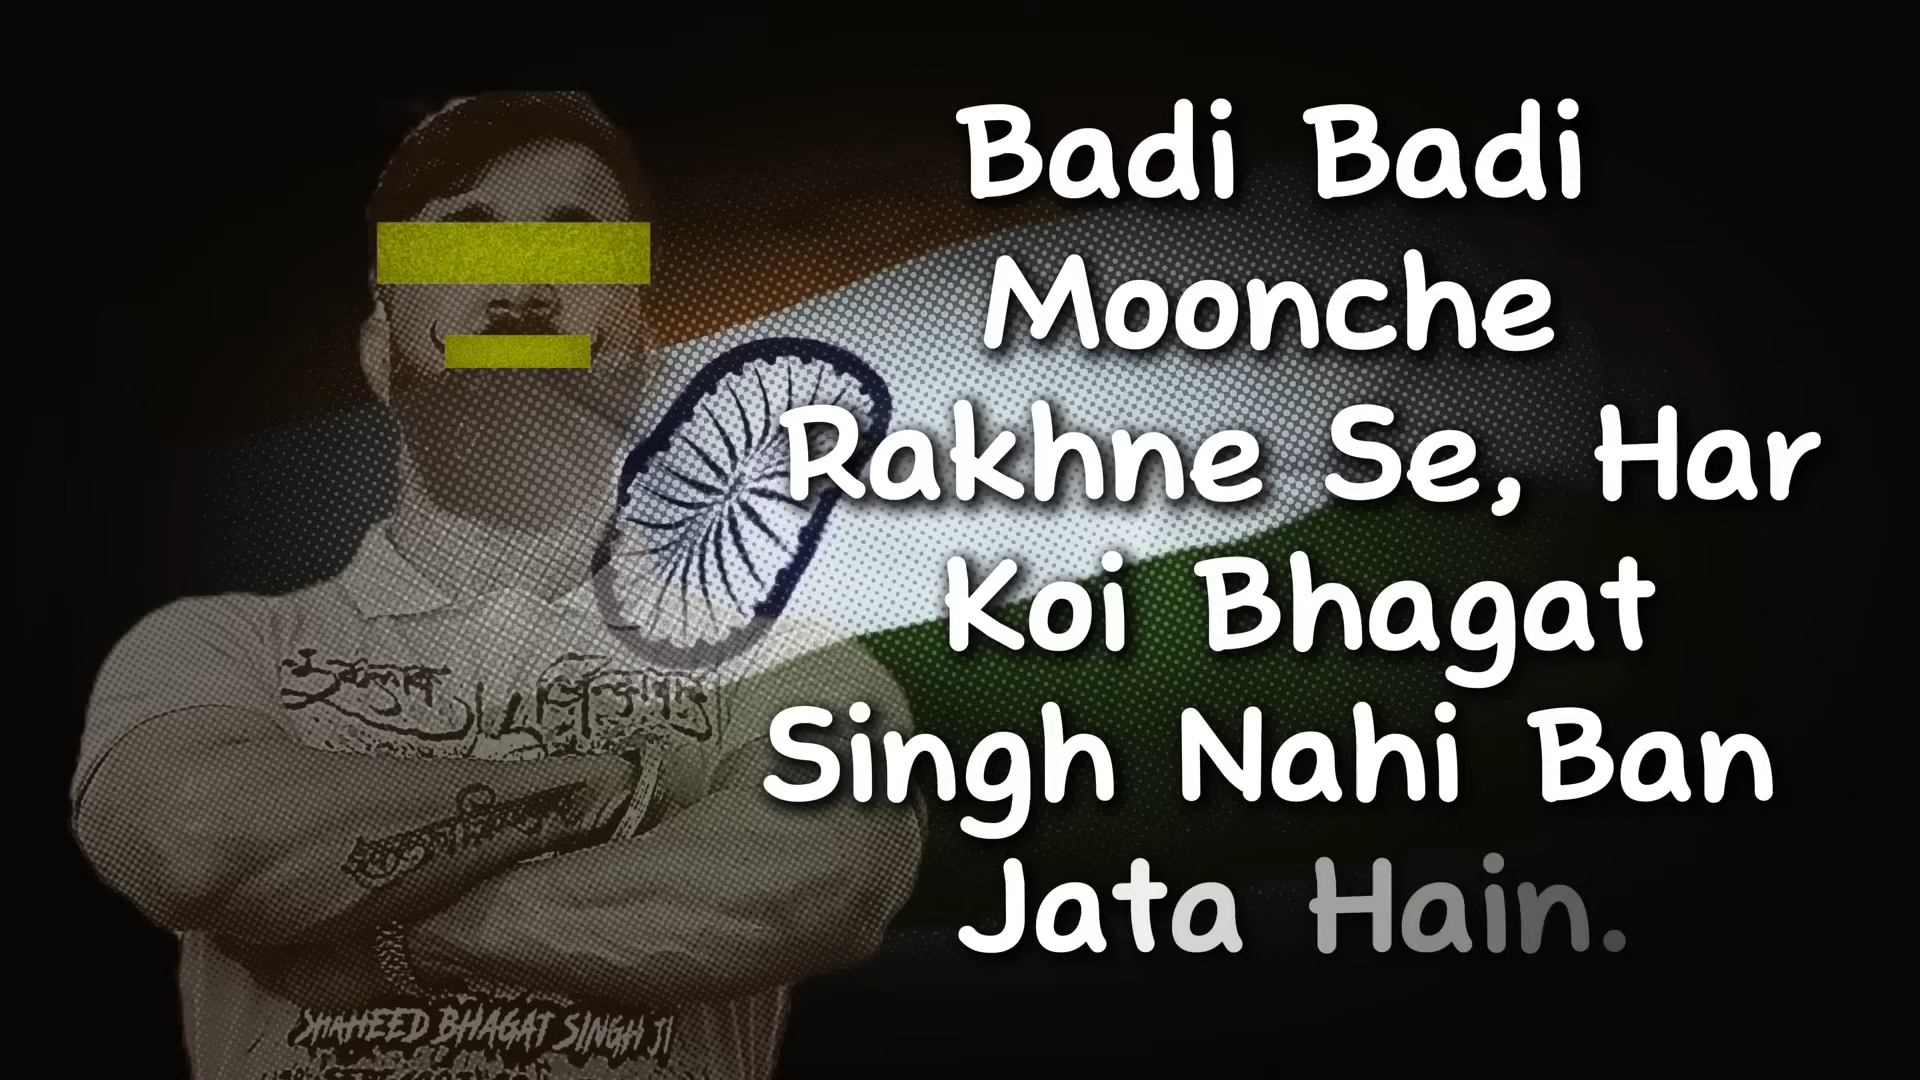 Badi Badi
Moonche
Rakhne Se, Har
Koi Bhagat
Singh Nahi Ban
Jata Hain.
SHAHEED BHAGAT SINGH JI